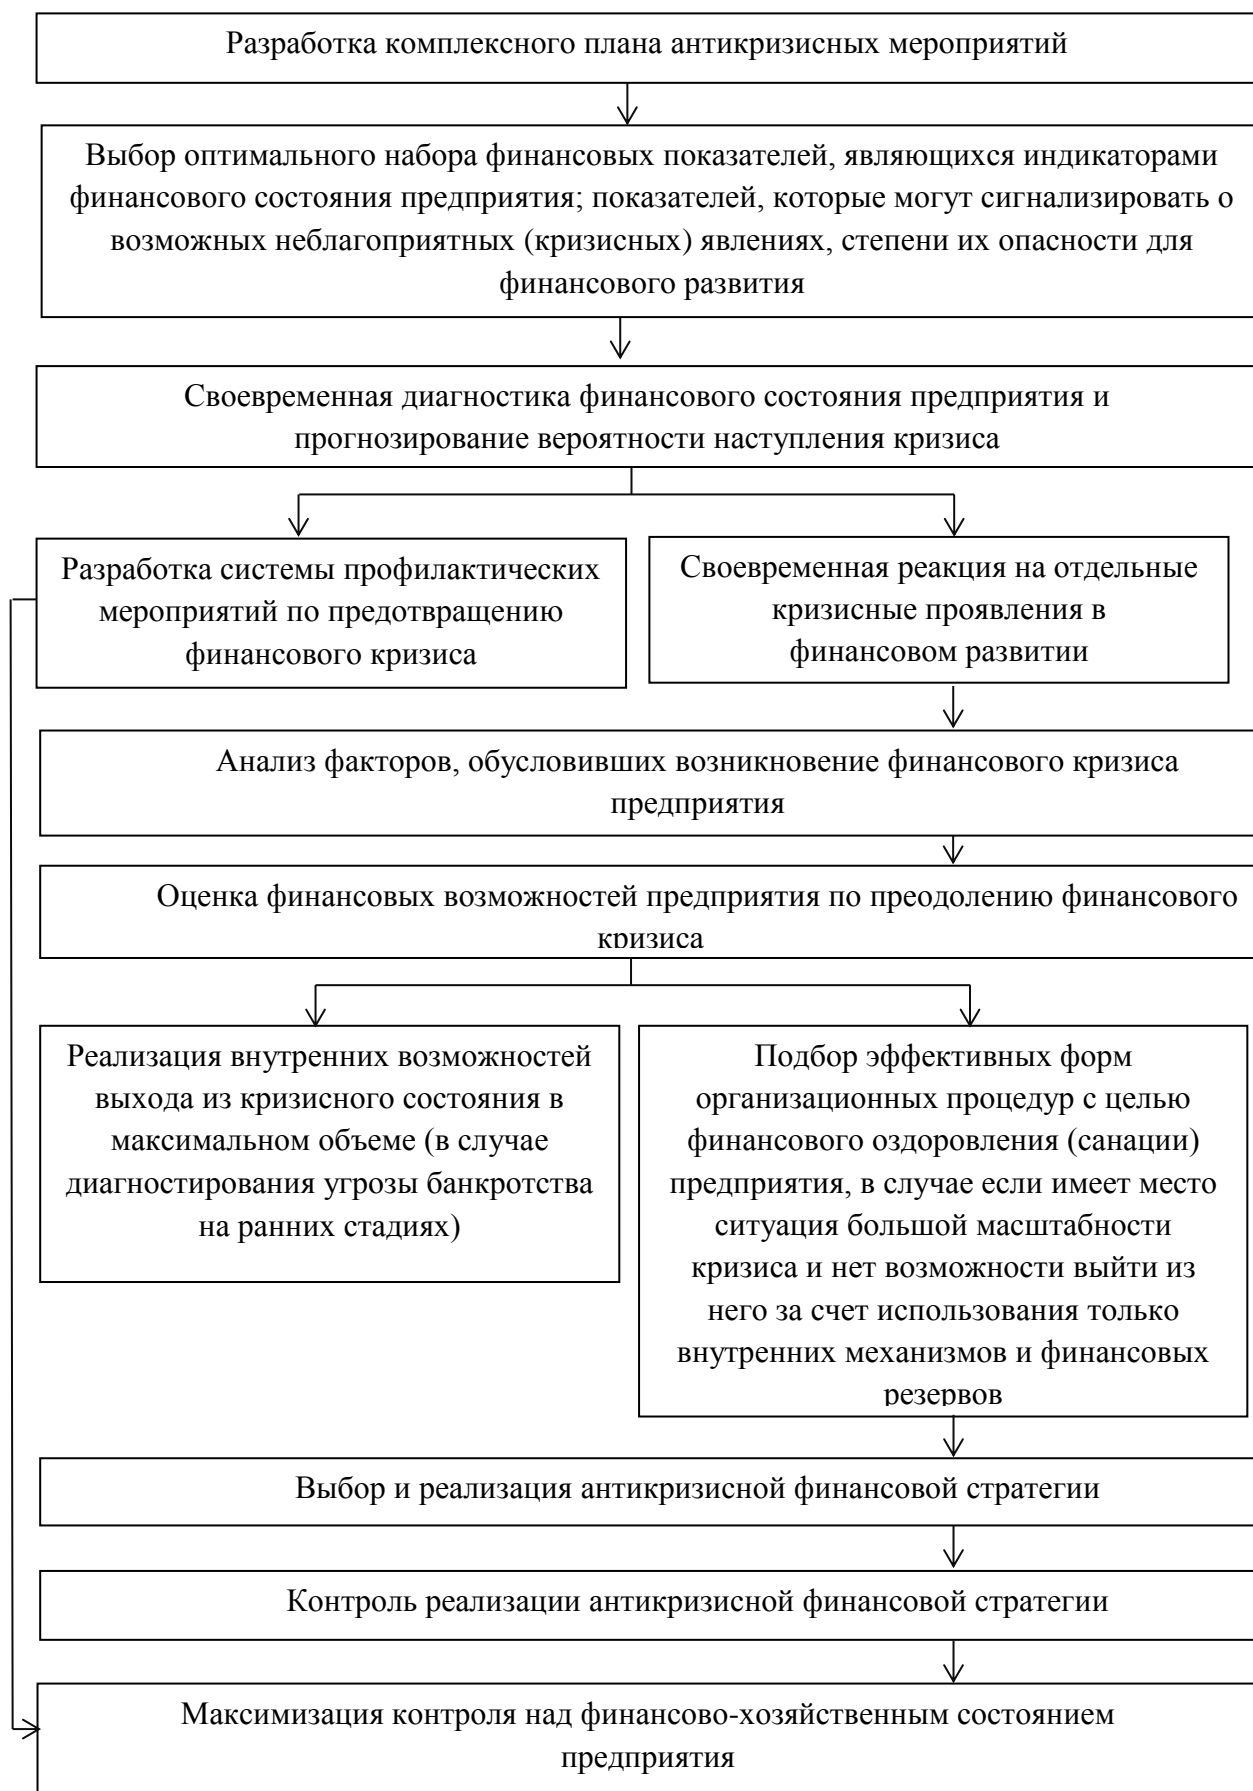 Разработка комплексного плана антикризисных мероприятий
Выбор оптимального набора финансовых показателей, являющихся индикаторами
финансового состояния предприятия; показателей, которые могут сигнализировать о
возможных неблагоприятных (кризисных) явлениях, степени их опасности для
финансового развития
Своевременная диагностика финансового состояния предприятия и
прогнозирование вероятности наступления кризиса
Разработка системы профилактических
мероприятий по предотвращению
финансового кризиса
Своевременная реакция на отдельные
кризисные проявления в
финансовом развитии
Анализ факторов, обусловивших возникновение финансового кризиса
предприятия
Оценка финансовых возможностей предприятия по преодолению финансового
кризиса
Реализация внутренних возможностей
выхода из кризисного состояния в
максимальном объеме (в случае
диагностирования угрозы банкротства
на ранних стадиях)
Подбор эффективных форм
организационных процедур с целью
финансового оздоровления (санации)
предприятия, в случае если имеет место
ситуация большой масштабности
кризиса и нет возможности выйти из
него за счет использования только
внутренних механизмов и финансовых
резервов
Выбор и реализация антикризисной финансовой стратегии
Контроль реализации антикризисной финансовой стратегии
Максимизация контроля над финансово-хозяйственным состоянием
предприятия